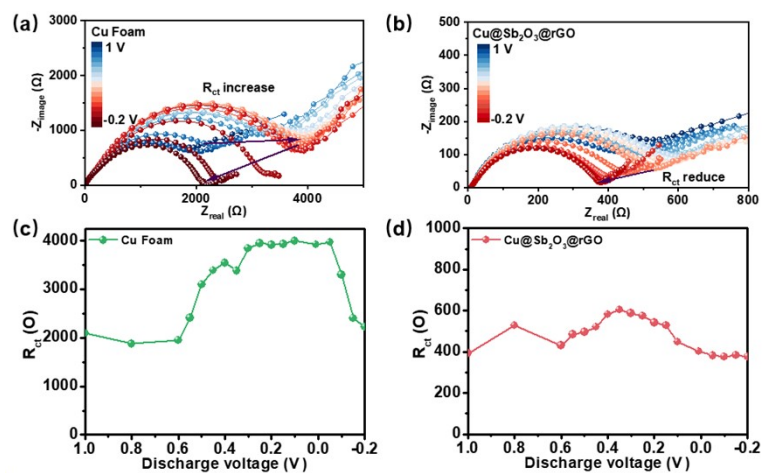 (a)
Cu Foam
1 V
-0.2 V
R_ct increase
-Z_image (Ω)
3000
2000
1000
0
0 2000 4000
Z_real (Ω)
(b)
Cu@Sb₂O₃@rGO
1 V
-0.2 V
R_ct reduce
-Z_image (Ω)
500
400
300
200
100
0
0 200 400 600 800
Z_real (Ω)
(c)
Cu Foam
R_ct (O)
4000
3000
2000
1000
0
1.0 0.8 0.6 0.4 0.2 0.0 -0.2
Discharge voltage (V )
(d)
Cu@Sb₂O₃@rGO
R_ct (O)
1000
800
600
400
200
0
1.0 0.8 0.6 0.4 0.2 0.0 -0.2
Discharge voltage (V )